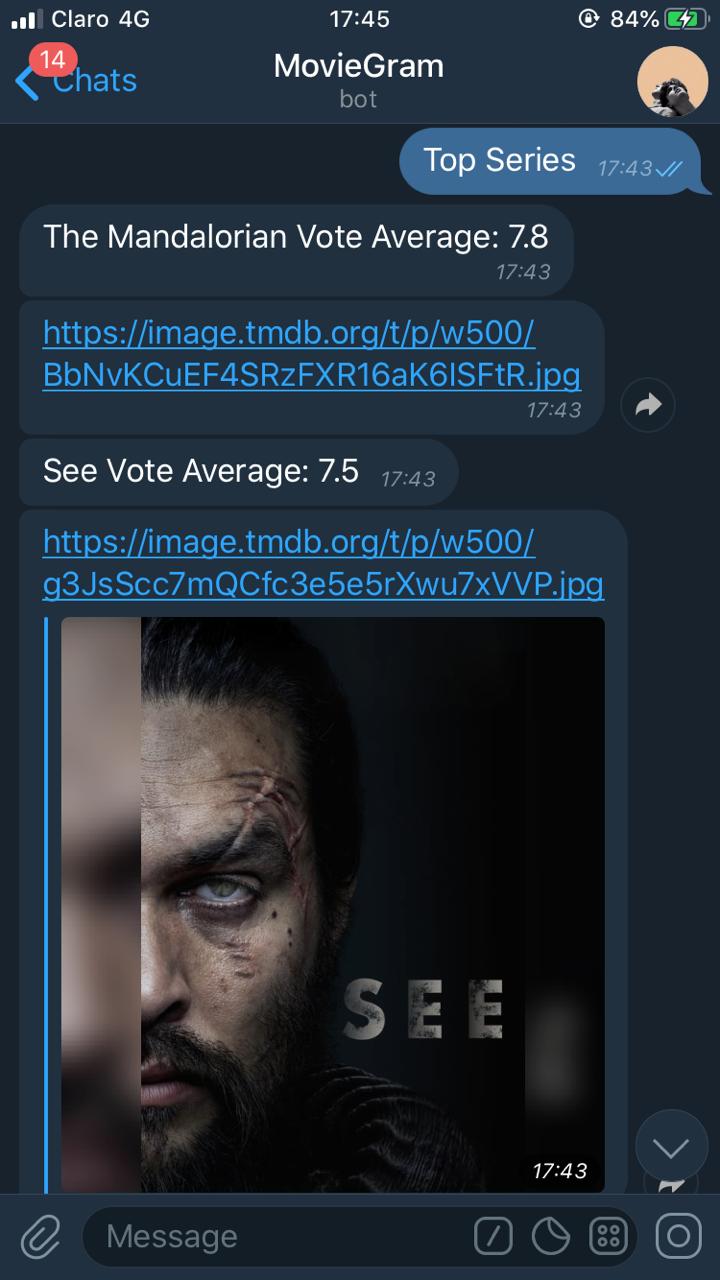 Claro 4G 17:45 84%
14
Chats
MovieGram
bot
Top Series 17:43
The Mandalorian Vote Average: 7.8
17:43
https://image.tmdb.org/t/p/w500/
BbNvKCuEF4SRzFXR16aK6ISFtR.jpg
17:43
See Vote Average: 7.5 17:43
https://image.tmdb.org/t/p/w500/
g3JsScc7mQCfc3e5e5rXwu7xVVP.jpg
SEE
17:43
Message